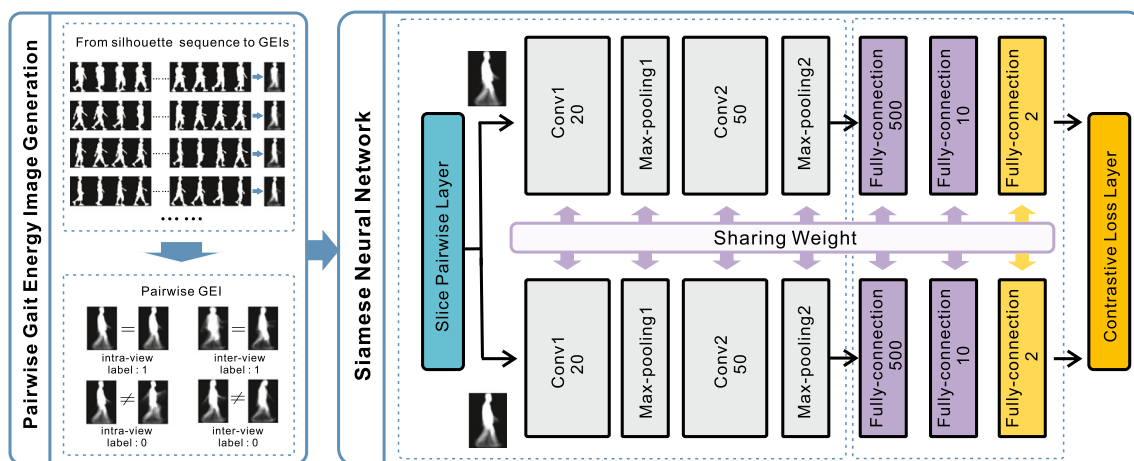 Pairwise Gait Energy Image Generation
From silhouette sequence to GEIs
......
......
......
......
... ...
Pairwise GEI
= =
intra-view inter-view
label : 1 label : 1
≠ ≠
intra-view inter-view
label : 0 label : 0
Siamese Neural Network
Slice Pairwise Layer
Conv1
20
Max-pooling1
Conv2
50
Max-pooling2
Fully-connection
500
Fully-connection
10
Fully-connection
2
Sharing Weight
Conv1
20
Max-pooling1
Conv2
50
Max-pooling2
Fully-connection
500
Fully-connection
10
Fully-connection
2
Contrastive Loss Layer